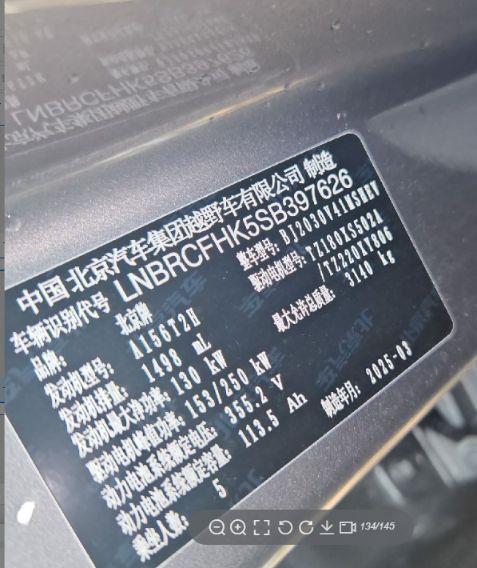 中国 北京汽车集团越野车有限公司 制造
车辆识别代号 LNBRCFHK5SB397626
品牌: 北京牌 整车型号: BJ2030V41MSHEV
发动机型号: A156T2H 驱动电机型号: TZ180XS502A
/TZ220XY806
发动机排量: 1498 mL 最大允许总质量: 3140 kg
发动机最大净功率: 130 kW
驱动电机峰值功率: 153/250 kW
动力电池系统额定电压: 355.2 V
动力电池系统额定容量: 113.5 Ah
乘坐人数: 5 制造年月: 2025-03
134/145